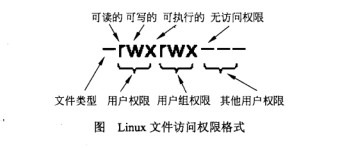 可读的 可写的 可执行的 无访问权限
-rwxrwx---
文件类型 用户权限 用户组权限 其他用户权限
图 Linux 文件访问权限格式